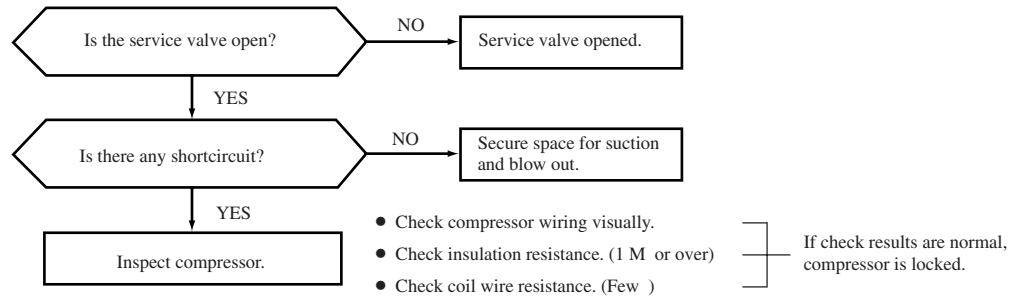 Is the service valve open?
NO
Service valve opened.
YES
Is there any shortcircuit?
NO
Secure space for suction
and blow out.
YES
Inspect compressor.
● Check compressor wiring visually.
● Check insulation resistance. (1 M  or over)
● Check coil wire resistance. (Few  )
If check results are normal,
compressor is locked.